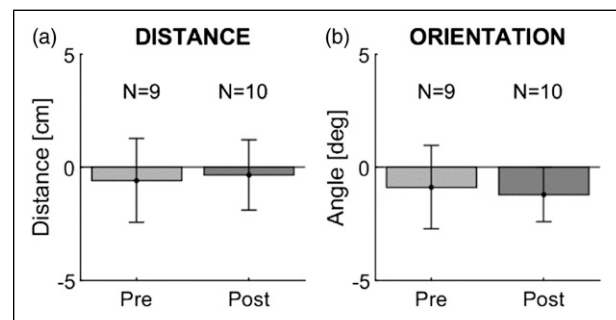 (a) DISTANCE
5
N=9 N=10
0
-5
Distance [cm]
Pre Post
(b) ORIENTATION
5
N=9 N=10
0
-5
Angle [deg]
Pre Post